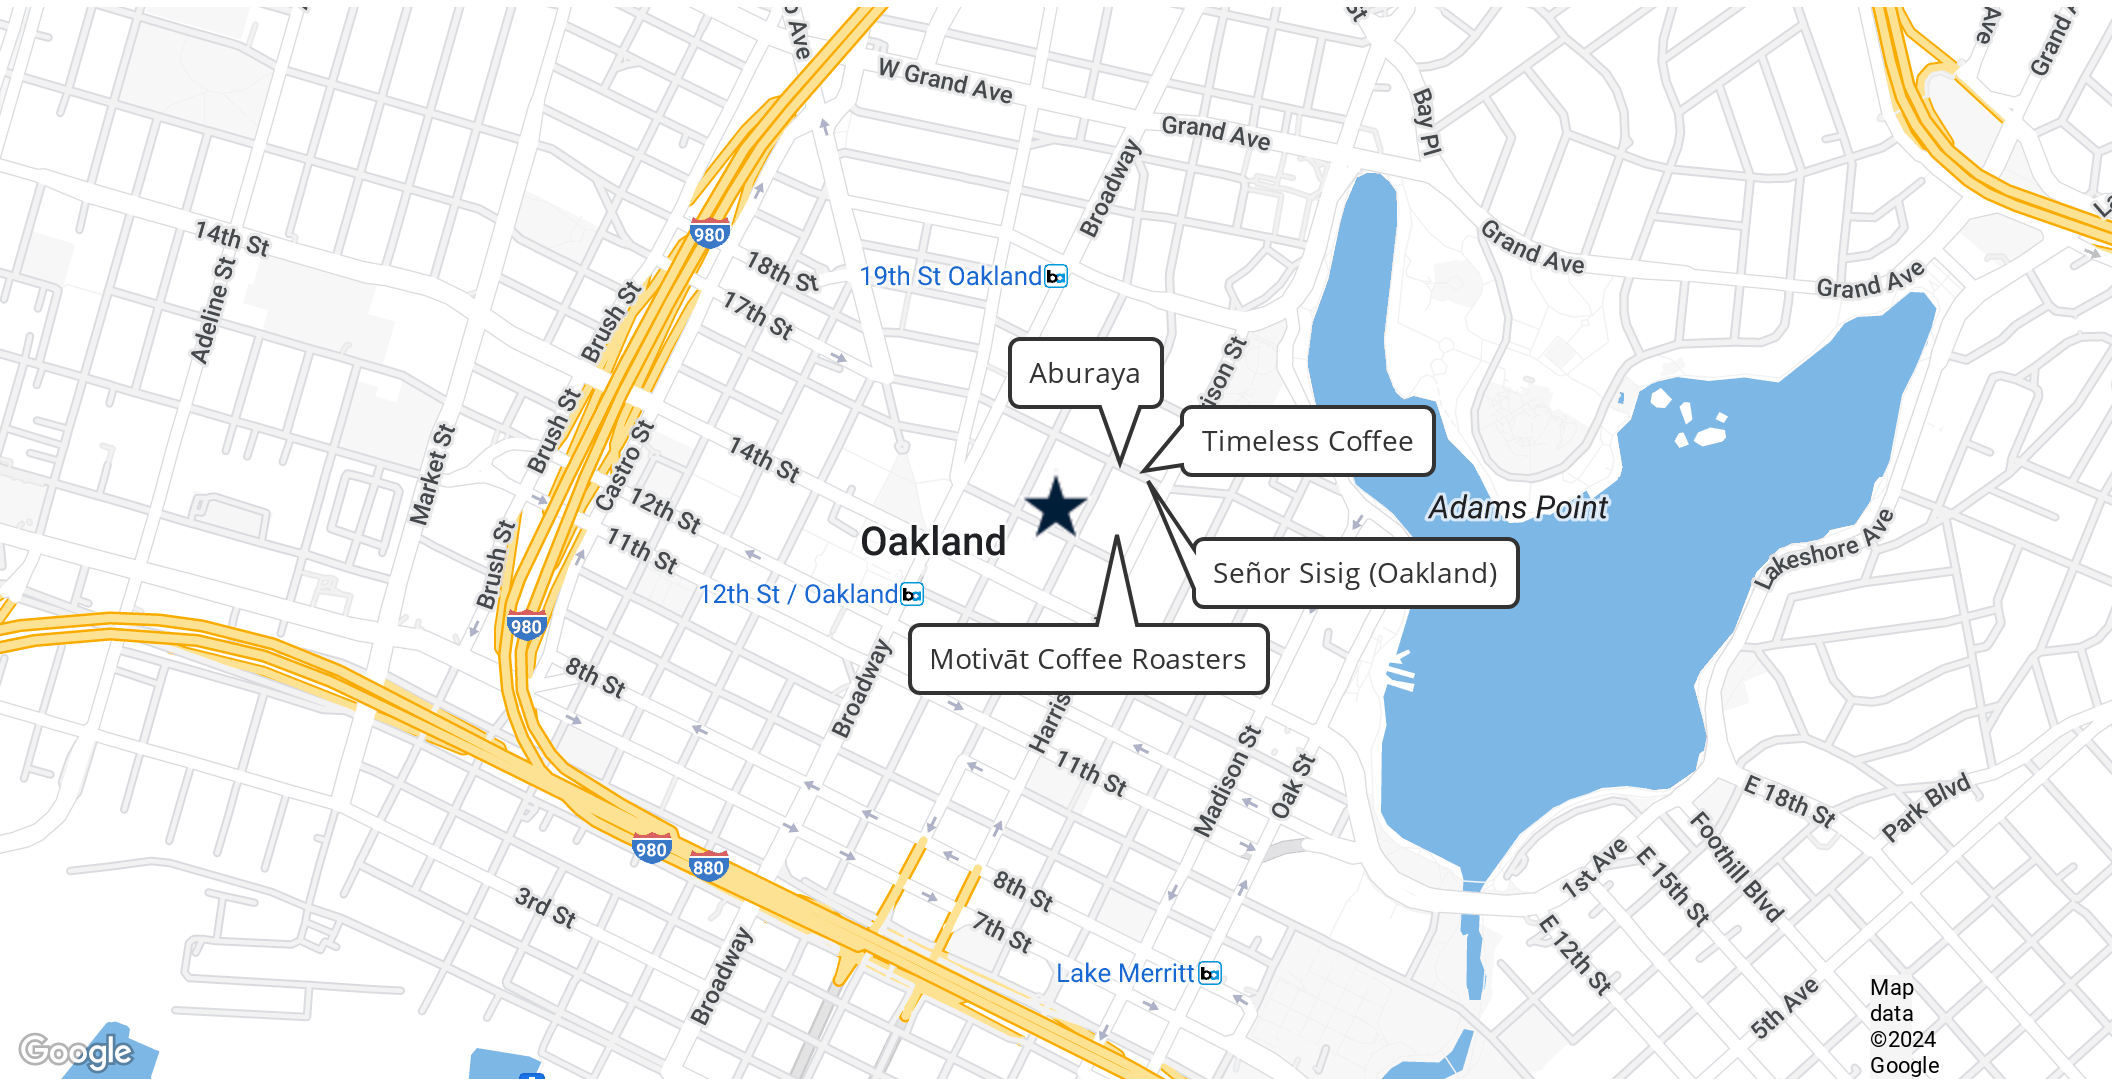 W Grand Ave
Grand Ave
Bay Pl
Ave
Grand
Broadway
14th St
Adeline St
980
18th St
17th St
19th St Oakland
Grand Ave
Grand Ave
Brush St
Aburaya
Timeless Coffee
Brush St
Market St
Castro St
14th St
12th St
11th St
Oakland
Adams Point
Señor Sisig (Oakland)
Lakeshore Ave
Brush St
12th St / Oakland
980
Motivāt Coffee Roasters
8th St
Broadway
11th St
Madison St
Oak St
E 18th St
Park Blvd
980
880
Foothill Blvd
1st Ave
E 15th St
3rd St
8th St
7th St
E 12th St
Broadway
Lake Merritt
5th Ave
Google
Map
data
©2024
Google